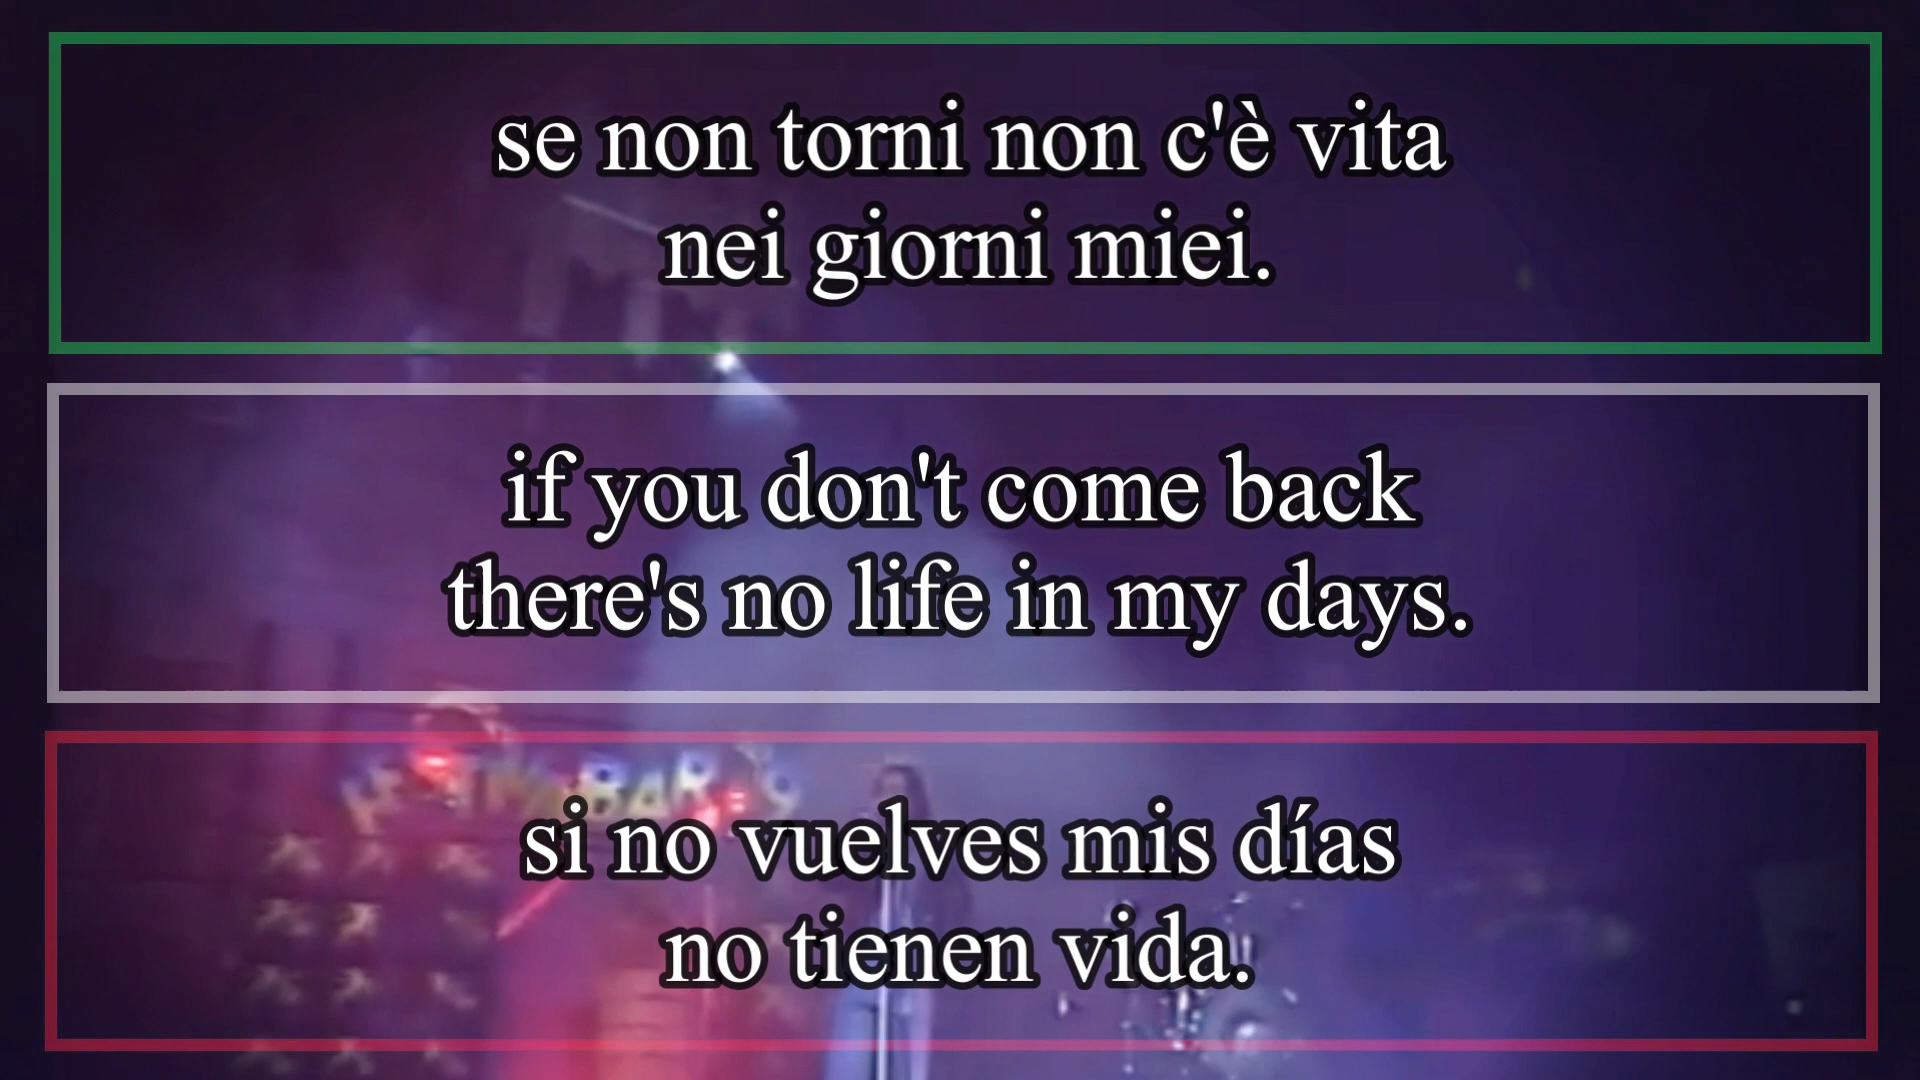 se non torni non c'è vita
nei giorni miei.
if you don't come back
there's no life in my days.
si no vuelves mis días
no tienen vida.